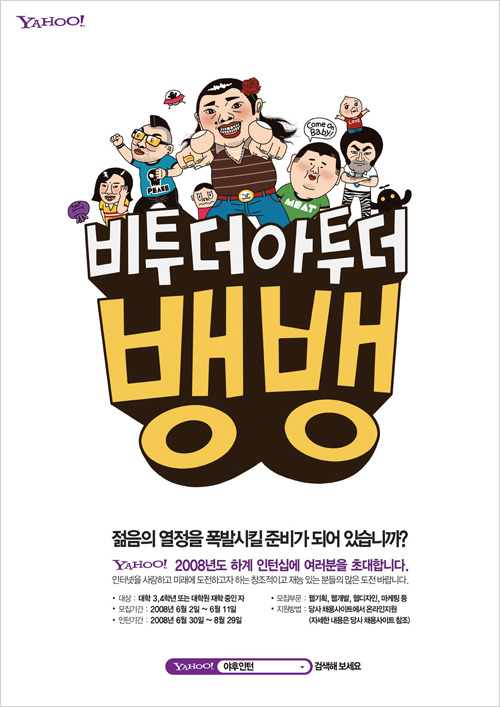 YAHOO!
Come On Baby!
LOVE
PEACE
MEAT
비투더아투더
뱅뱅
젊음의 열정을 폭발시킬 준비가 되어 있습니까?
YAHOO! 2008년도 하계 인턴십에 여러분을 초대합니다.
인터넷을 사랑하고 미래에 도전하고자 하는 창조적이고 재능 있는 분들의 많은 도전 바랍니다.
• 대상 : 대학 3,4학년 또는 대학원 재학 중인 자
• 모집기간 : 2008년 6월 2일 ~ 6월 11일
• 인턴기간 : 2008년 6월 30일 ~ 8월 29일
• 모집부문 : 웹기획, 웹개발, 웹디자인, 마케팅 등
• 지원방법 : 당사 채용사이트에서 온라인지원
(자세한 내용은 당사 채용사이트 참조)
YAHOO! 야후인턴 검색해 보세요